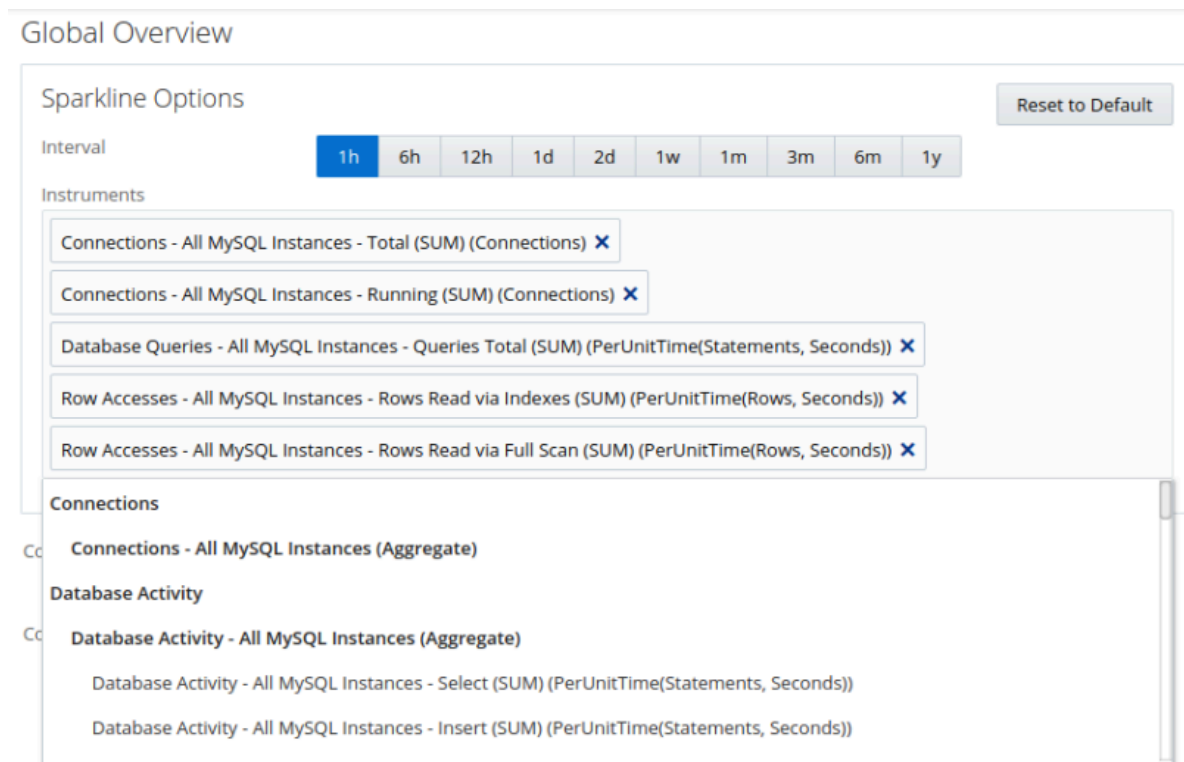 Global Overview
Sparkline Options
Reset to Default
Interval
1h 6h 12h 1d 2d 1w 1m 3m 6m 1y
Instruments
Connections - All MySQL Instances - Total (SUM) (Connections) ✕
Connections - All MySQL Instances - Running (SUM) (Connections) ✕
Database Queries - All MySQL Instances - Queries Total (SUM) (PerUnitTime(Statements, Seconds)) ✕
Row Accesses - All MySQL Instances - Rows Read via Indexes (SUM) (PerUnitTime(Rows, Seconds)) ✕
Row Accesses - All MySQL Instances - Rows Read via Full Scan (SUM) (PerUnitTime(Rows, Seconds)) ✕
Connections
Connections - All MySQL Instances (Aggregate)
Database Activity
Database Activity - All MySQL Instances (Aggregate)
Database Activity - All MySQL Instances - Select (SUM) (PerUnitTime(Statements, Seconds))
Database Activity - All MySQL Instances - Insert (SUM) (PerUnitTime(Statements, Seconds))